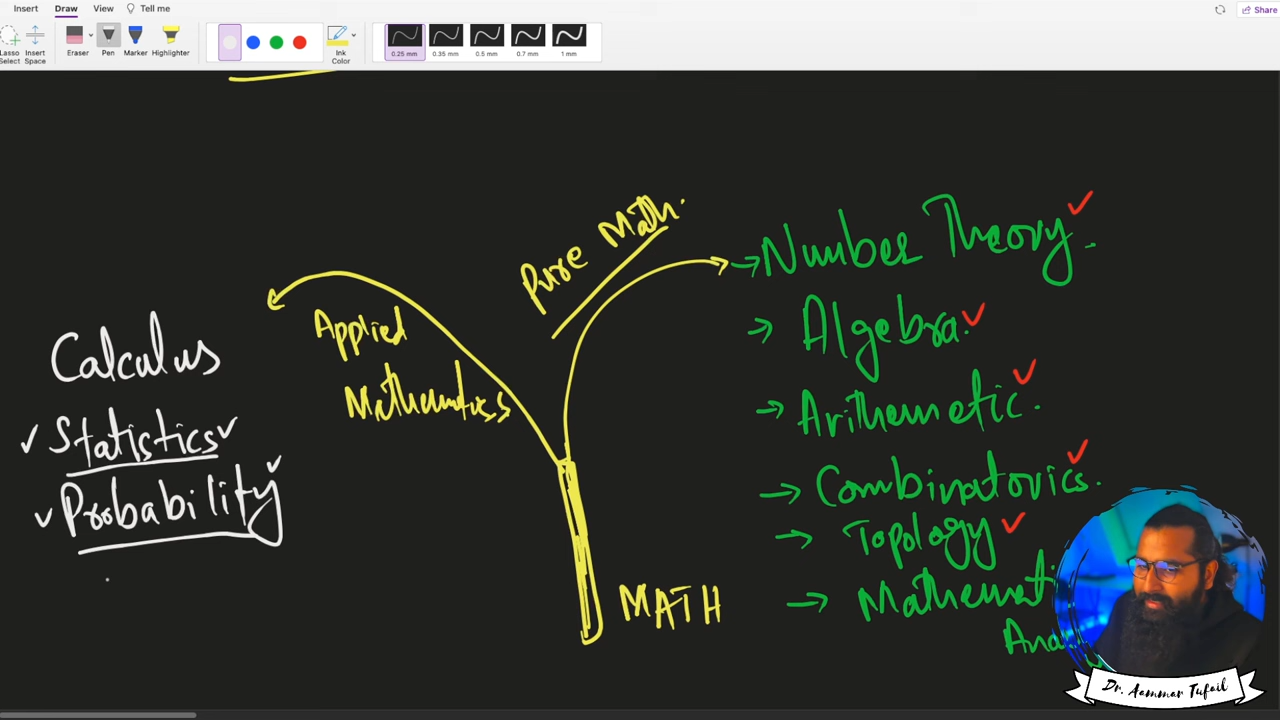 Insert Draw View Tell me
Share
Lasso Select
Insert Space
Eraser
Pen
Marker
Highlighter
Ink Color
0.25 mm
0.35 mm
0.5 mm
0.7 mm
1 mm
Pure Math.
Applied
Mathematics
MATH
Calculus
Statistics
Probability
→ Number Theory.
→ Algebra.
→ Arithemetic.
→ Combinatorics.
→ Topology
→ Mathemati
Ana
Dr. Aammar Tufail